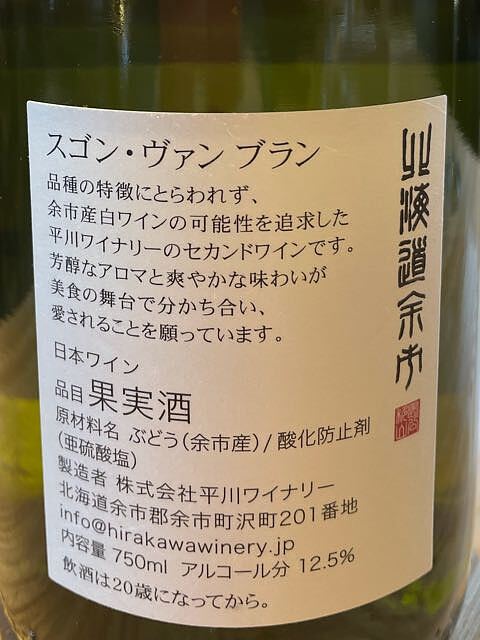 スゴン・ヴァン ブラン
品種の特徴にとらわれず、
余市産白ワインの可能性を追求した
平川ワイナリーのセカンドワインです。
芳醇なアロマと爽やかな味わいが
美食の舞台で分かち合い、
愛されることを願っています。
日本ワイン
品目 果実酒
原材料名 ぶどう(余市産)/ 酸化防止剤
(亜硫酸塩)
製造者 株式会社平川ワイナリー
北海道余市郡余市町沢町201番地
info@hirakawawinery.jp
内容量 750ml アルコール分 12.5%
飲酒は20歳になってから。
北海道余市